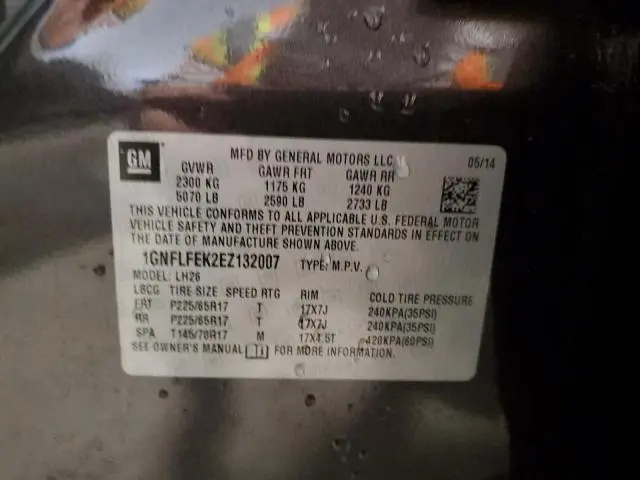 GM
MFD BY GENERAL MOTORS LLC 05/14
GVWR GAWR FRT GAWR RR
2300 KG 1175 KG 1240 KG
5070 LB 2590 LB 2733 LB
THIS VEHICLE CONFORMS TO ALL APPLICABLE U.S. FEDERAL MOTOR
VEHICLE SAFETY AND THEFT PREVENTION STANDARDS IN EFFECT ON
THE DATE OF MANUFACTURE SHOWN ABOVE.
1GNFLFEK2EZ132007 TYPE: M.P.V.
MODEL: LH26
LBCG TIRE SIZE SPEED RTG RIM COLD TIRE PRESSURE
FRT P225/65R17 T 17X7J 240KPA(35PSI)
RR P225/65R17 T 17X7J 240KPA(35PSI)
SPA T145/70R17 M 17X4.5T 420KPA(60PSI)
SEE OWNER'S MANUAL FOR MORE INFORMATION.